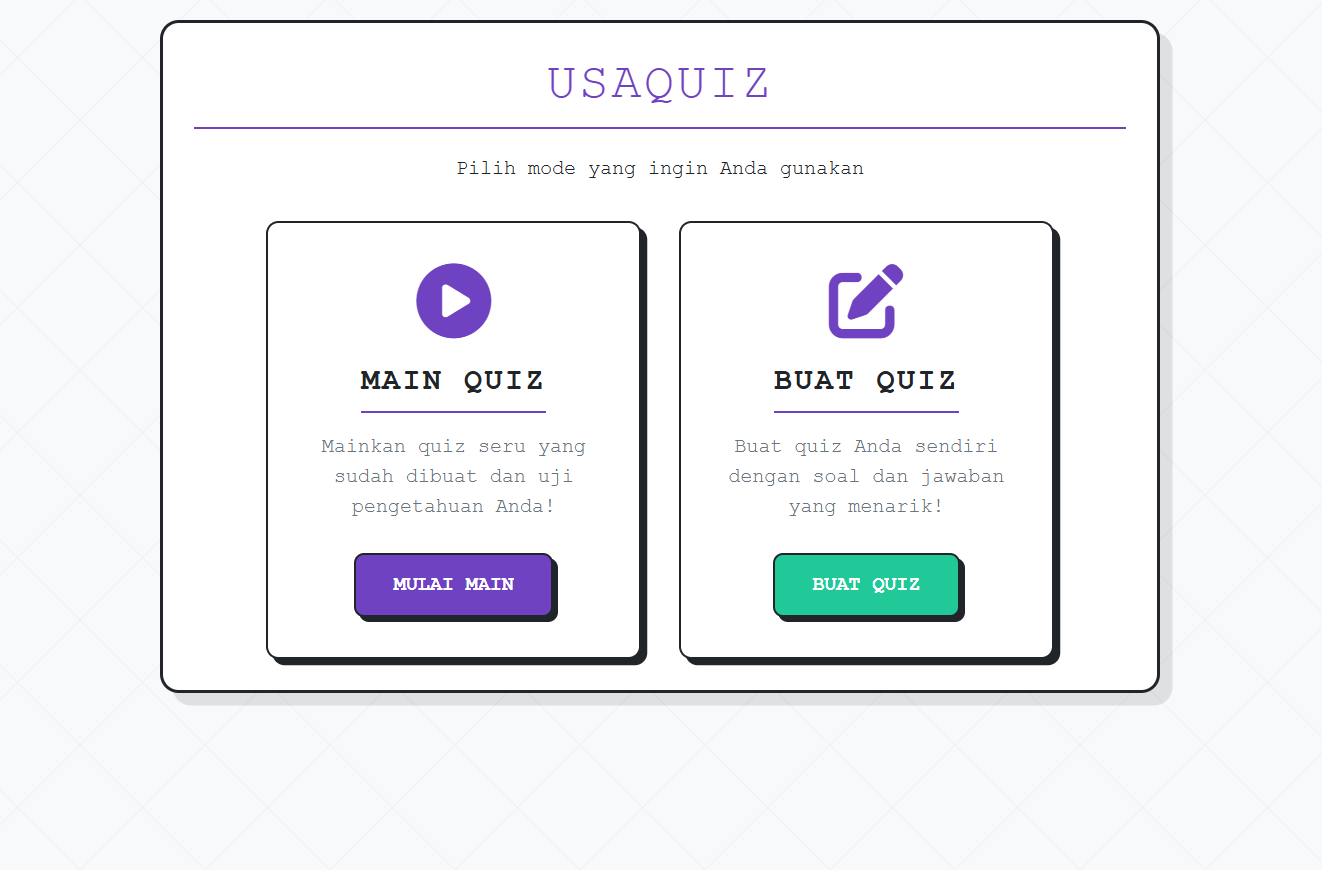 USAQUIZ
Pilih mode yang ingin Anda gunakan
MAIN QUIZ
Mainkan quiz seru yang
sudah dibuat dan uji
pengetahuan Anda!
MULAI MAIN
BUAT QUIZ
Buat quiz Anda sendiri
dengan soal dan jawaban
yang menarik!
BUAT QUIZ